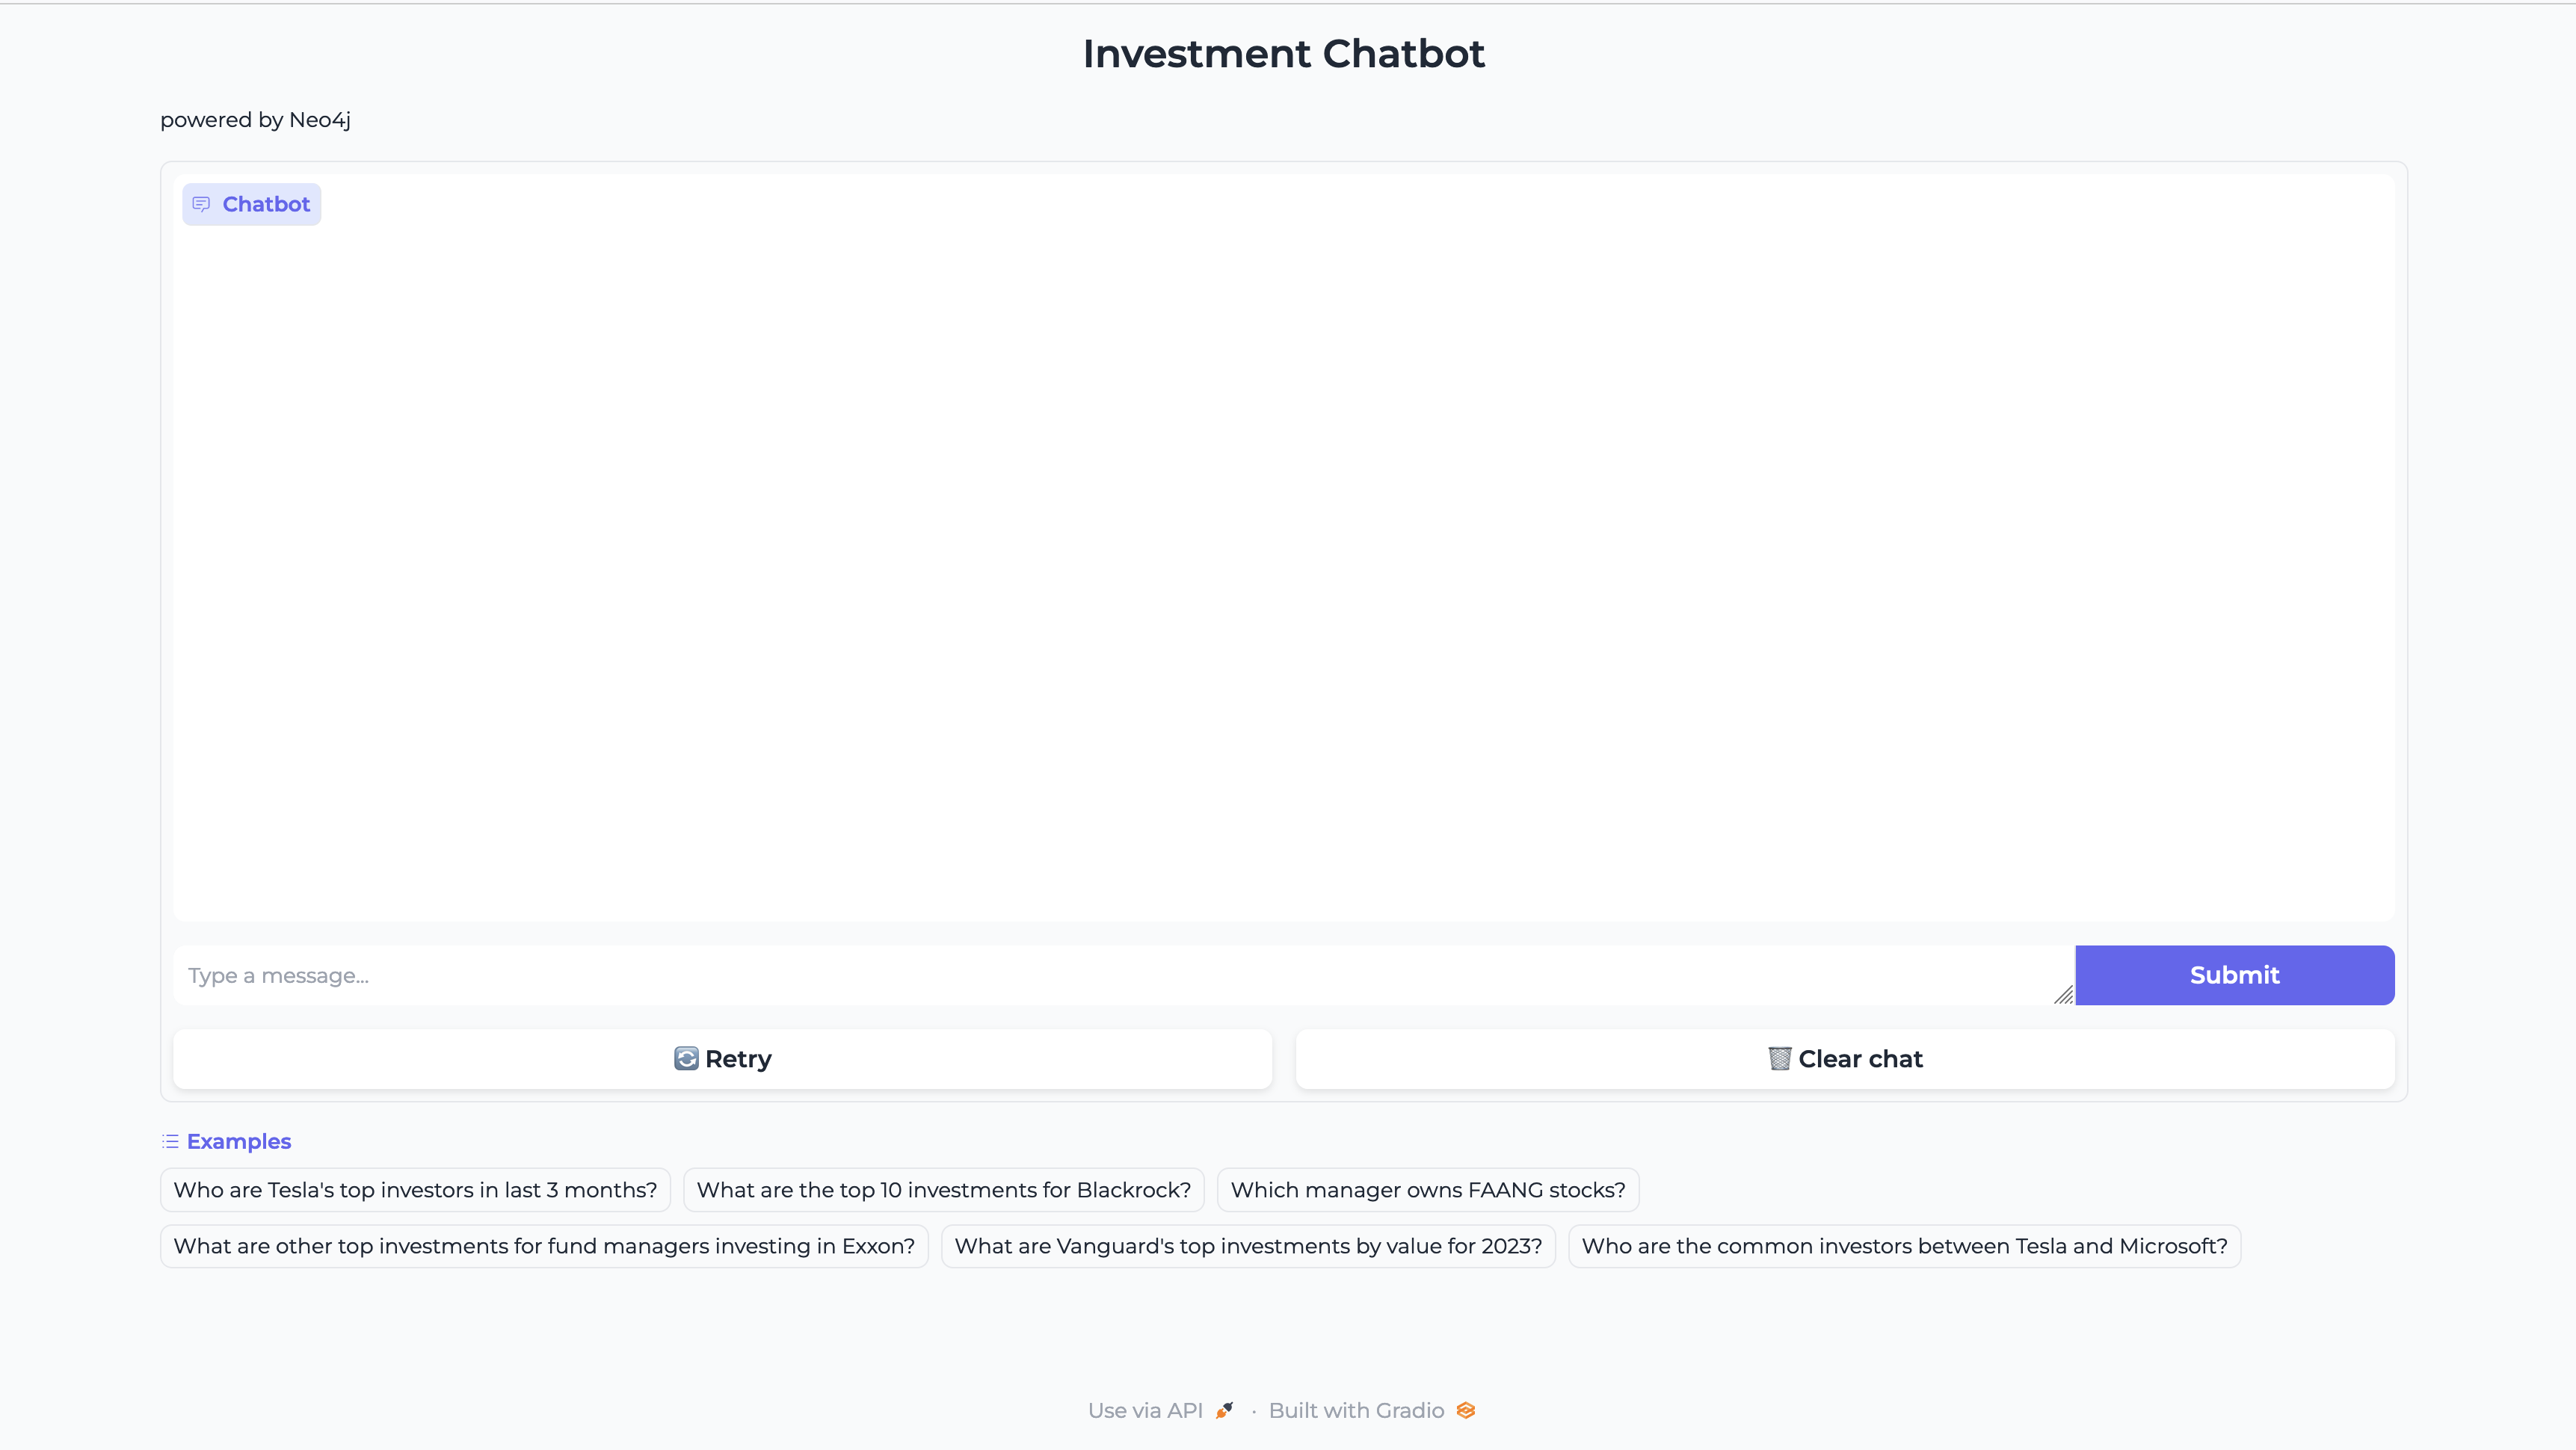 Investment Chatbot
powered by Neo4j
Chatbot
Type a message...
Submit
Retry
Clear chat
Examples
Who are Tesla's top investors in last 3 months?
What are the top 10 investments for Blackrock?
Which manager owns FAANG stocks?
What are other top investments for fund managers investing in Exxon?
What are Vanguard's top investments by value for 2023?
Who are the common investors between Tesla and Microsoft?
Use via API · Built with Gradio